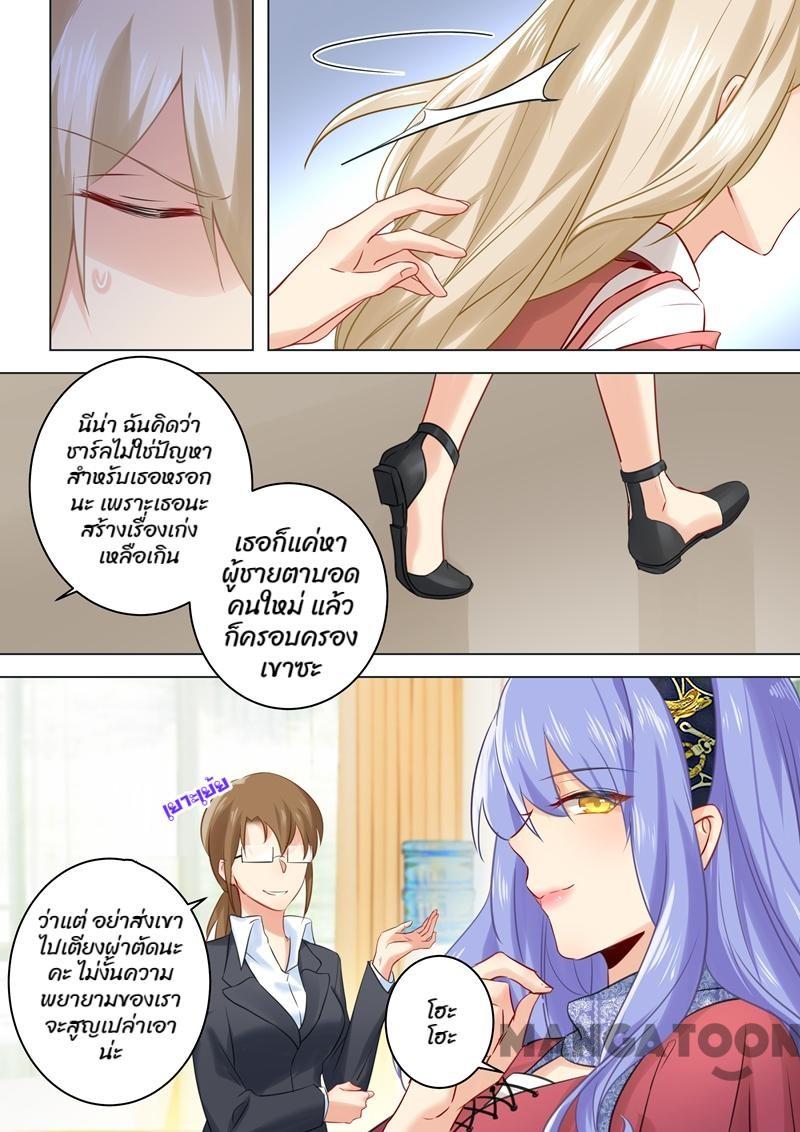 นีน่า ฉันคิดว่า
ชาร์ลไม่ใช่ปัญหา
สำหรับเธอหรอก
นะ เพราะเธอนะ
สร้างเรื่องเก่ง
เหลือเกิน
เธอก็แค่หา
ผู้ชายตาบอด
คนใหม่ แล้ว
ก็ครอบครอง
เขาซะ
เยาะเย้ย
ว่าแต่ อย่าส่งเขา
ไปเตียงผ่าตัดนะ
คะ ไม่งั้นความ
พยายามของเรา
จะสูญเปล่าเอา
น่ะ
โฮะ
โฮะ
MANGATOON